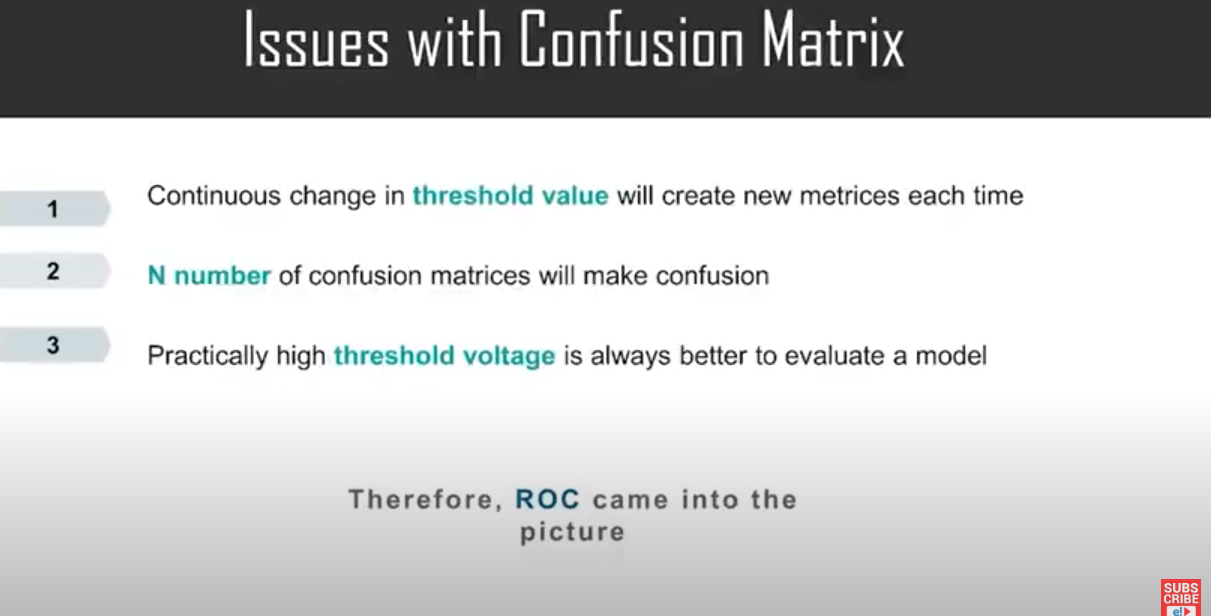 Issues with Confusion Matrix
1 Continuous change in threshold value will create new metrices each time
2 N number of confusion matrices will make confusion
3 Practically high threshold voltage is always better to evaluate a model
Therefore, ROC came into the
picture
SUBS
CRIBE
e!